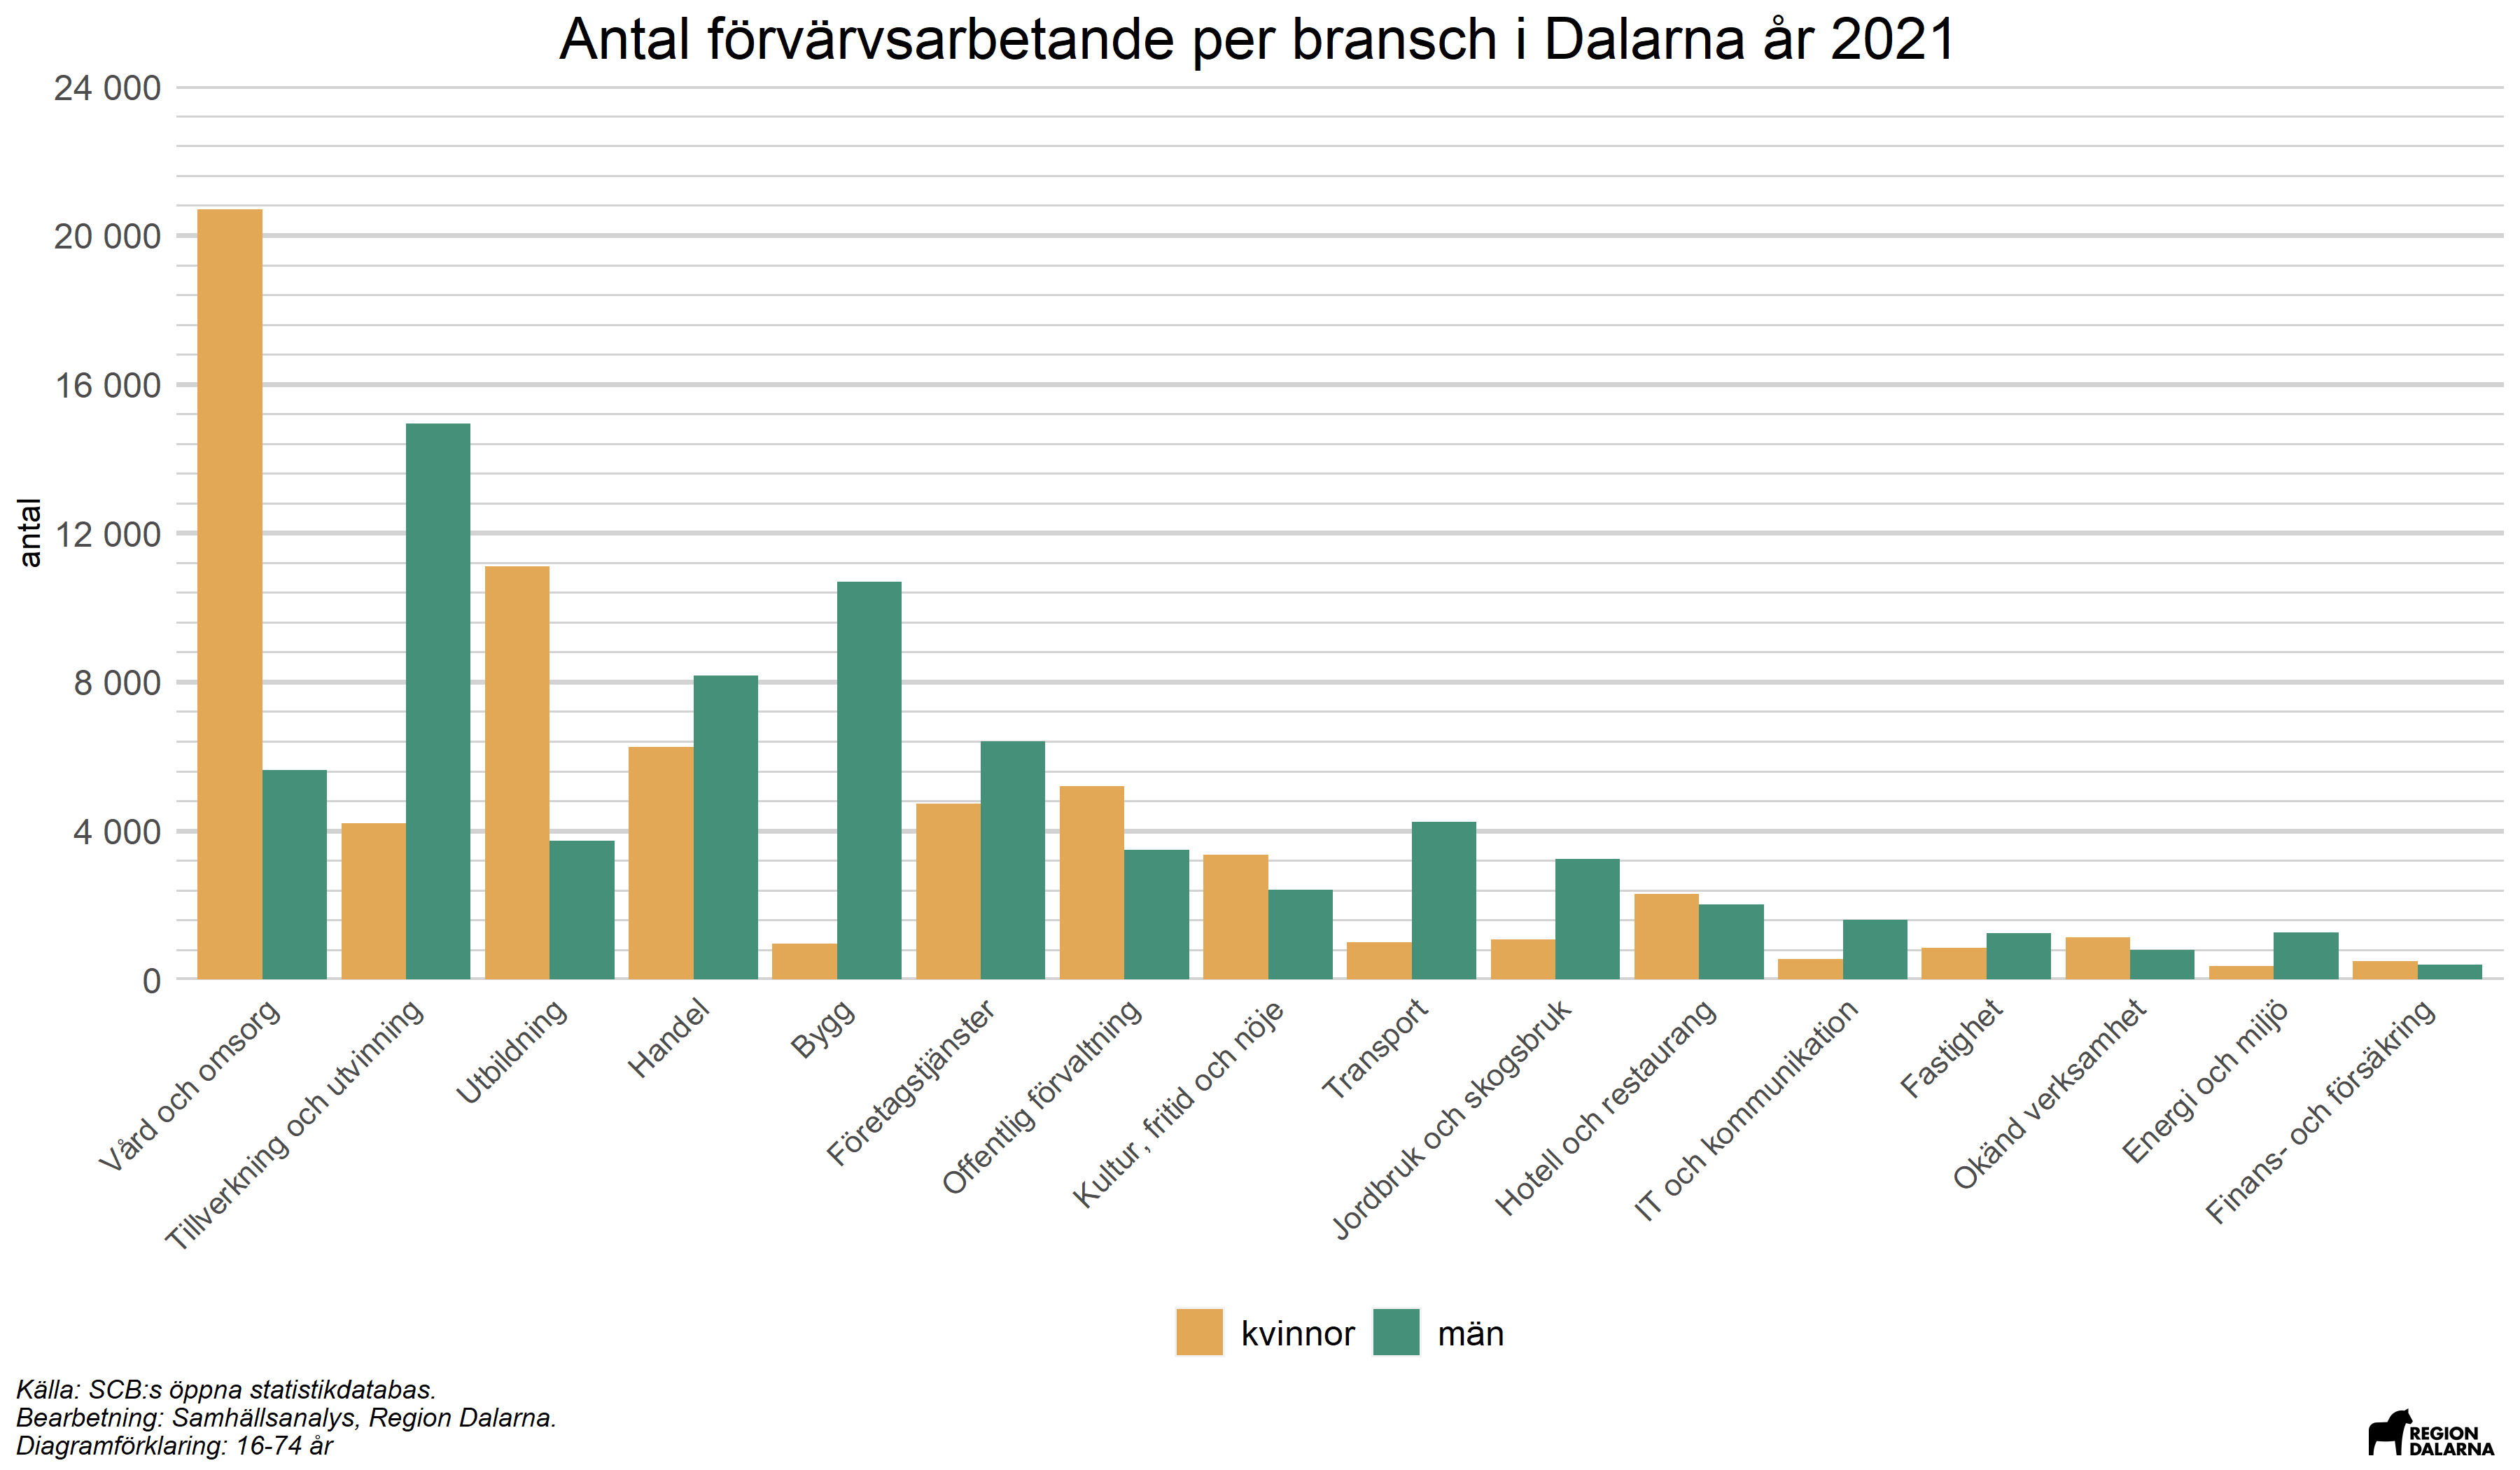 Antal förvärvsarbetande per bransch i Dalarna år 2021
24 000
20 000
16 000
12 000
8 000
4 000
0
antal
Vård och omsorg
Tillverkning och utvinning
Utbildning
Handel
Bygg
Företagstjänster
Offentlig förvaltning
Kultur, fritid och nöje
Transport
Jordbruk och skogsbruk
Hotell och restaurang
IT och kommunikation
Fastighet
Okänd verksamhet
Energi och miljö
Finans- och försäkring
kvinnor
män
Källa: SCB:s öppna statistikdatabas.
Bearbetning: Samhällsanalys, Region Dalarna.
Diagramförklaring: 16-74 år
REGION
DALARNA